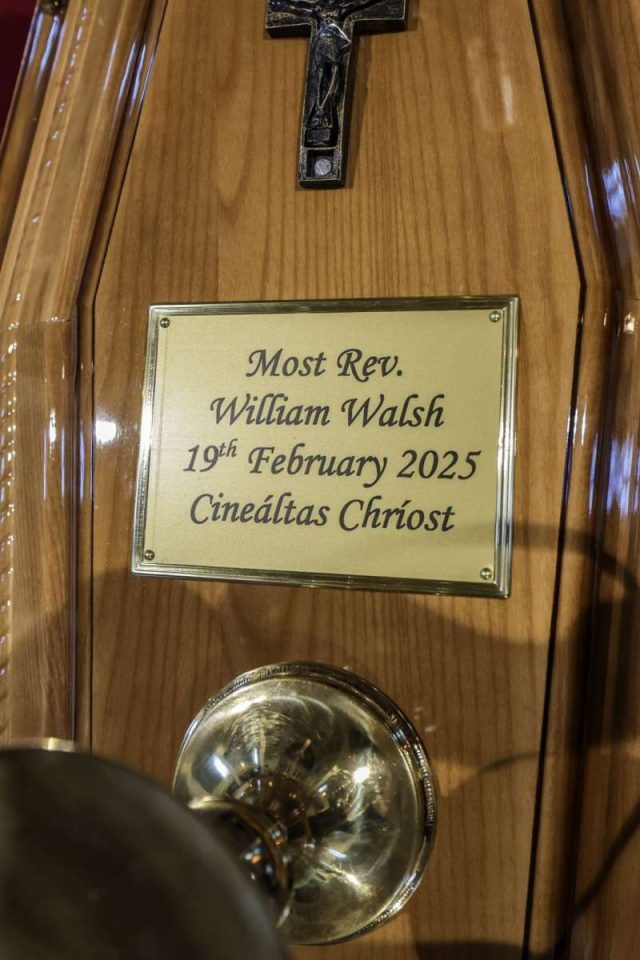 Most Rev.
William Walsh
19th February 2025
Cineáltas Chríost